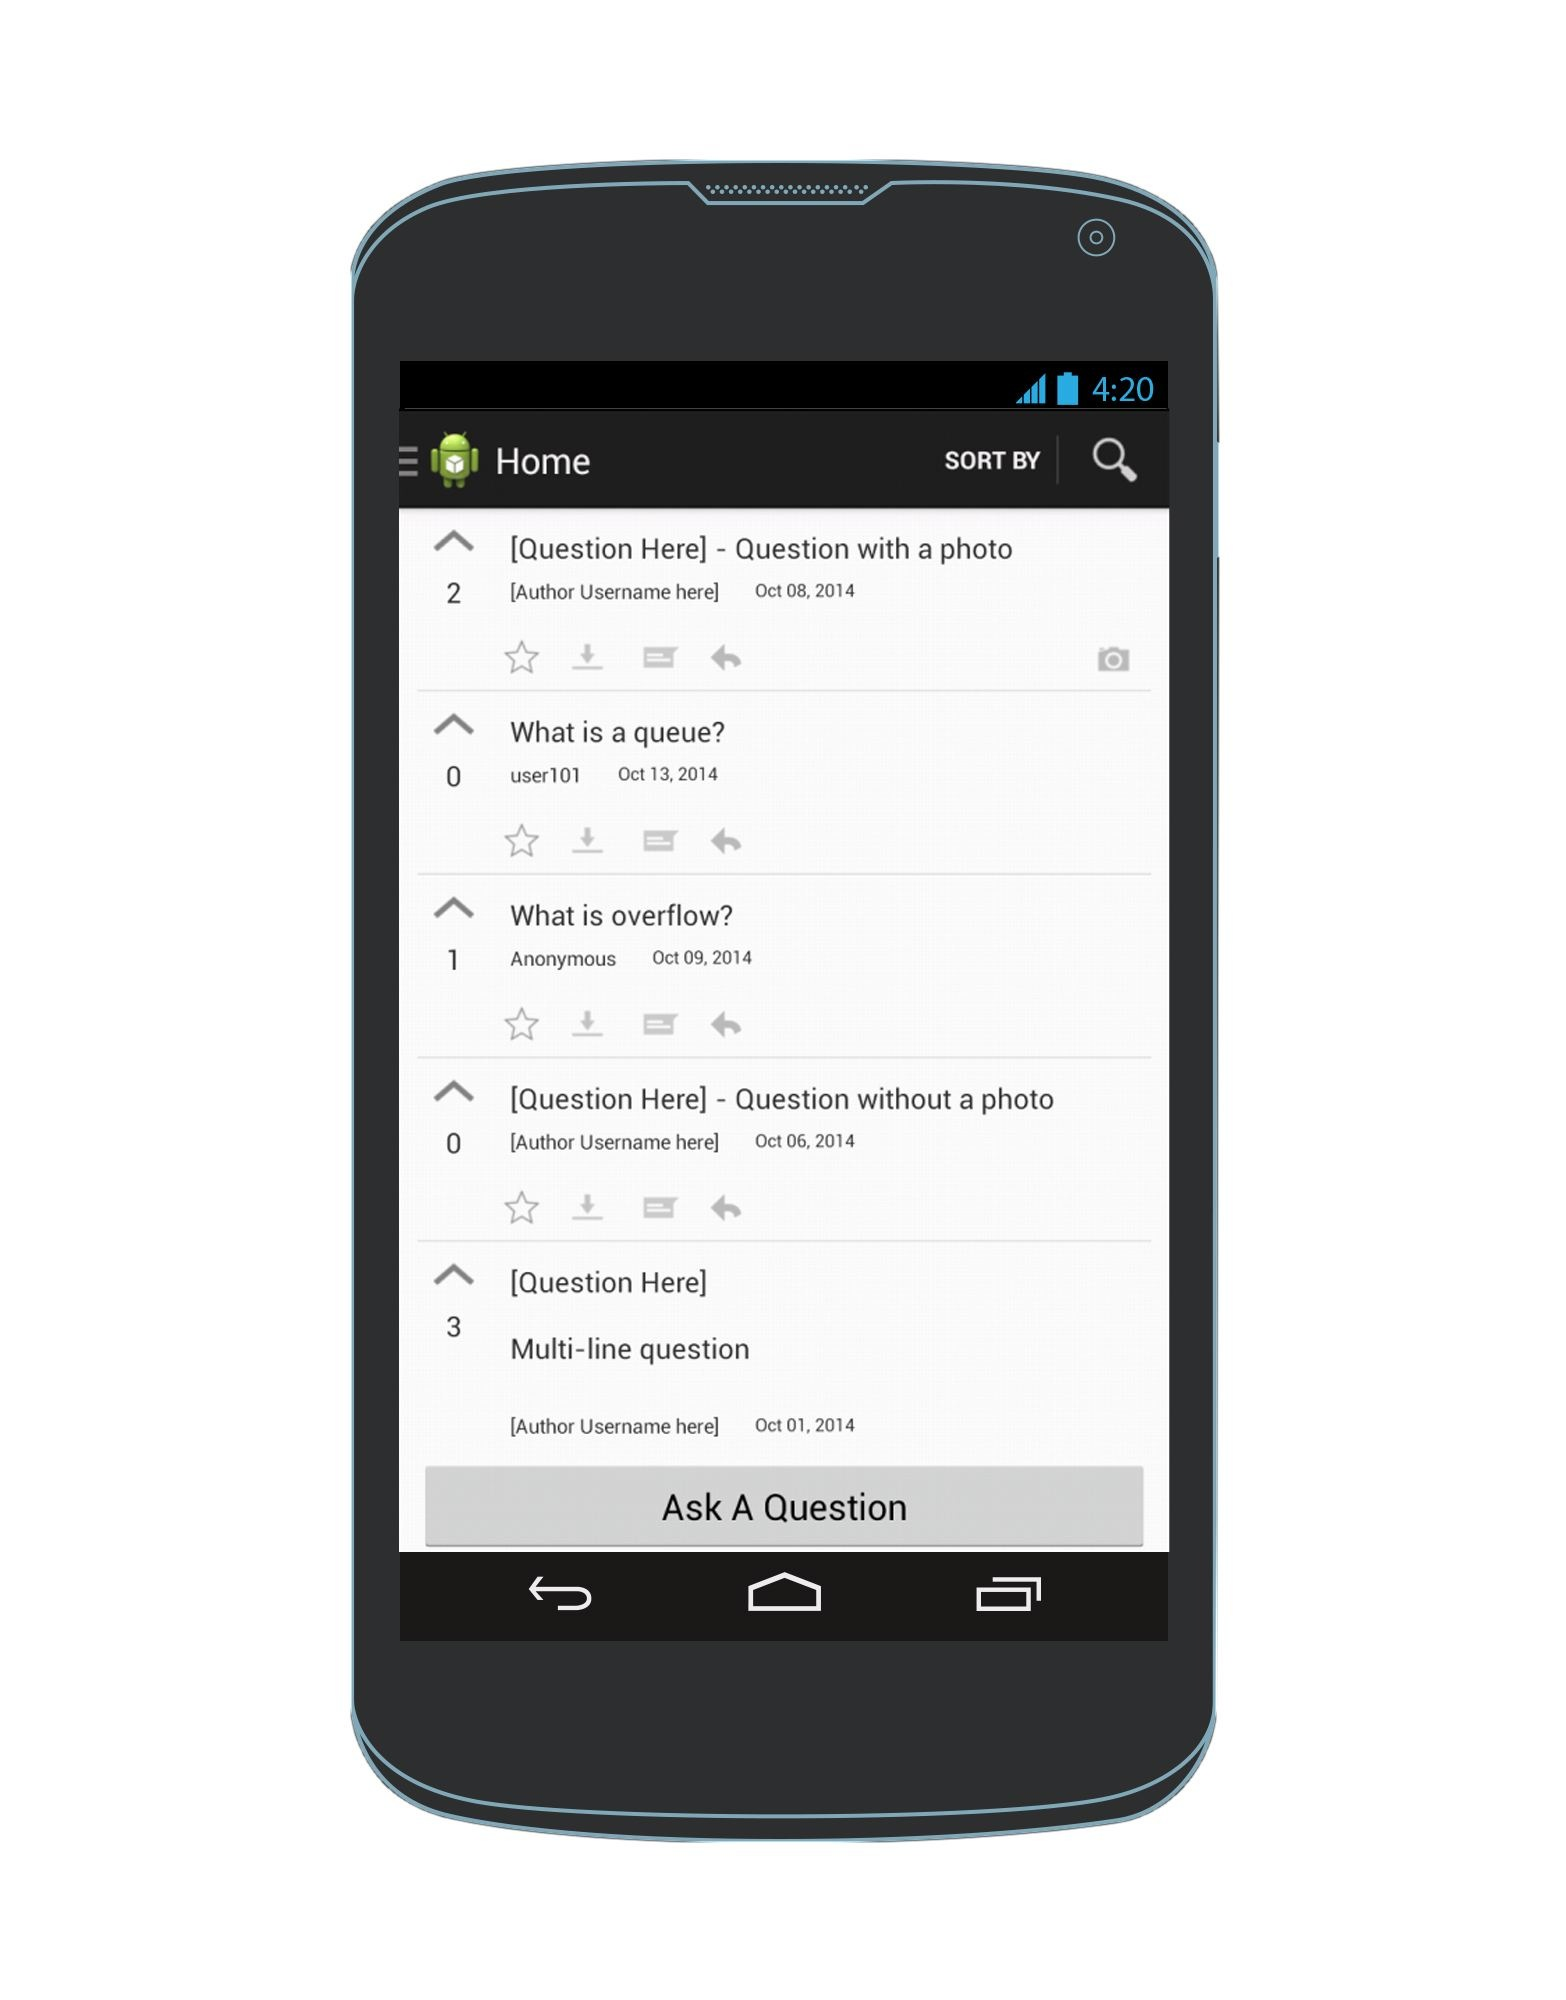 4:20
Home SORT BY
[Question Here] - Question with a photo
2 [Author Username here] Oct 08, 2014
What is a queue?
0 user101 Oct 13, 2014
What is overflow?
1 Anonymous Oct 09, 2014
[Question Here] - Question without a photo
0 [Author Username here] Oct 06, 2014
[Question Here]
3
Multi-line question
[Author Username here] Oct 01, 2014
Ask A Question